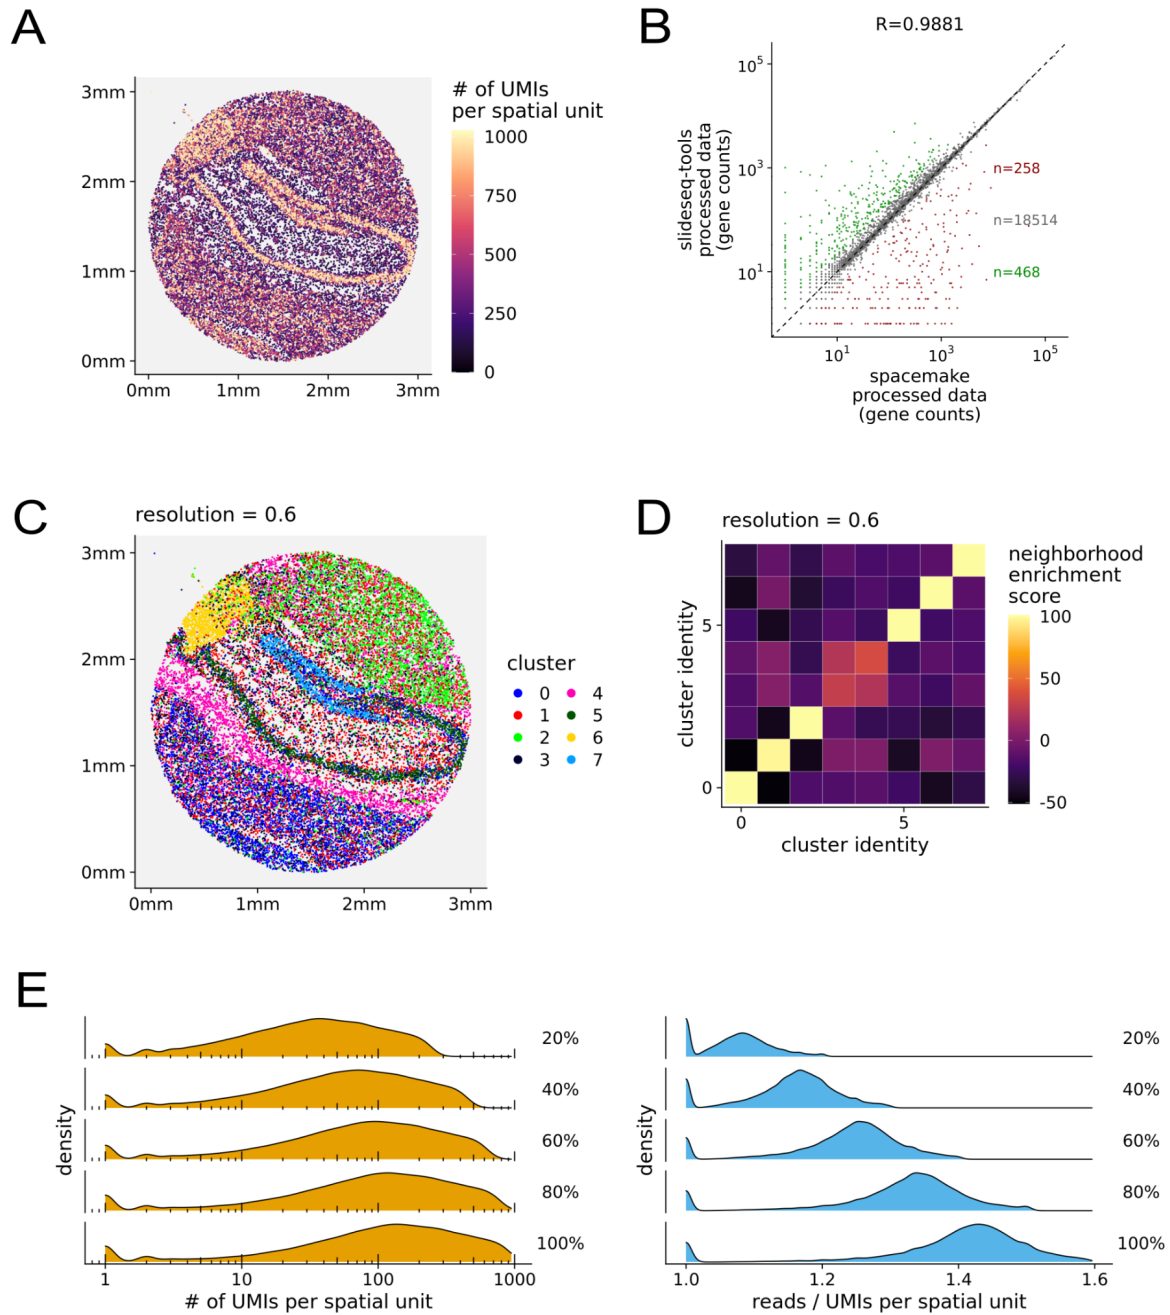 A
# of UMIs
per spatial unit
1000
750
500
250
0
3mm
2mm
1mm
0mm
0mm 1mm 2mm 3mm
B
R=0.9881
slideseq-tools
processed data
(gene counts)
10^5
10^3
10^1
n=258
n=18514
n=468
10^1 10^3 10^5
spacemake
processed data
(gene counts)
C
resolution = 0.6
3mm
2mm
1mm
0mm
0mm 1mm 2mm 3mm
cluster
0 4
1 5
2 6
3 7
D
resolution = 0.6
cluster identity
5
0
0 5
cluster identity
neighborhood
enrichment
score
100
50
0
-50
E
density
20%
40%
60%
80%
100%
1 10 100 1000
# of UMIs per spatial unit
density
20%
40%
60%
80%
100%
1.0 1.2 1.4 1.6
reads / UMIs per spatial unit